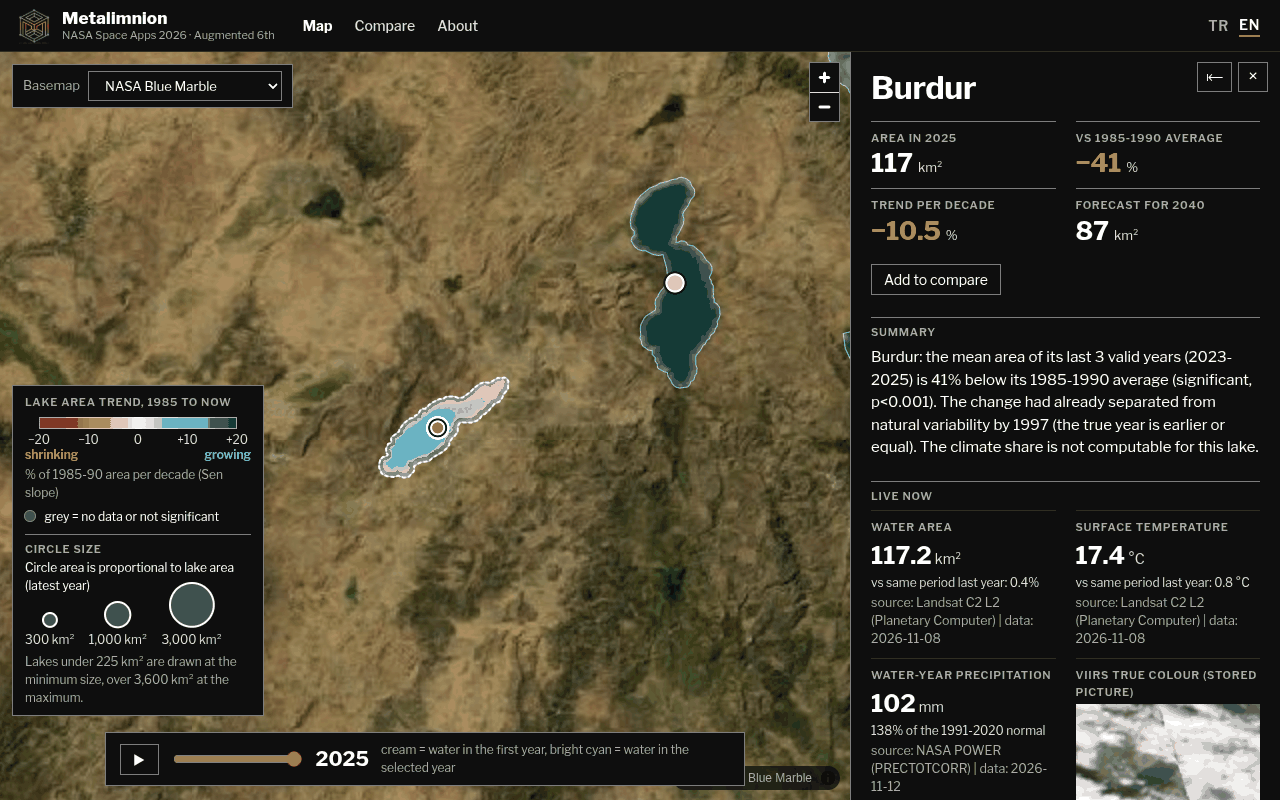 Metalimnion
NASA Space Apps 2026 · Augmented 6th
Map
Compare
About
TR
EN
Basemap
NASA Blue Marble
+
−
LAKE AREA TREND, 1985 TO NOW
−20
−10
0
+10
+20
shrinking
growing
% of 1985-90 area per decade (Sen
slope)
grey = no data or not significant
CIRCLE SIZE
Circle area is proportional to lake area
(latest year)
300 km²
1,000 km²
3,000 km²
Lakes under 225 km² are drawn at the
minimum size, over 3,600 km² at the
maximum.
2025
cream = water in the first year, bright cyan = water in the
selected year
Blue Marble
Burdur
AREA IN 2025
117 km²
VS 1985-1990 AVERAGE
−41 %
TREND PER DECADE
−10.5 %
FORECAST FOR 2040
87 km²
Add to compare
SUMMARY
Burdur: the mean area of its last 3 valid years (2023-
2025) is 41% below its 1985-1990 average (significant,
p<0.001). The change had already separated from
natural variability by 1997 (the true year is earlier or
equal). The climate share is not computable for this lake.
LIVE NOW
WATER AREA
117.2 km²
vs same period last year: 0.4%
source: Landsat C2 L2
(Planetary Computer) | data:
2026-11-08
SURFACE TEMPERATURE
17.4 °C
vs same period last year: 0.8 °C
source: Landsat C2 L2
(Planetary Computer) | data:
2026-11-08
WATER-YEAR PRECIPITATION
102 mm
138% of the 1991-2020 normal
source: NASA POWER
(PRECTOTCORR) | data: 2026-
11-12
VIIRS TRUE COLOUR (STORED
PICTURE)